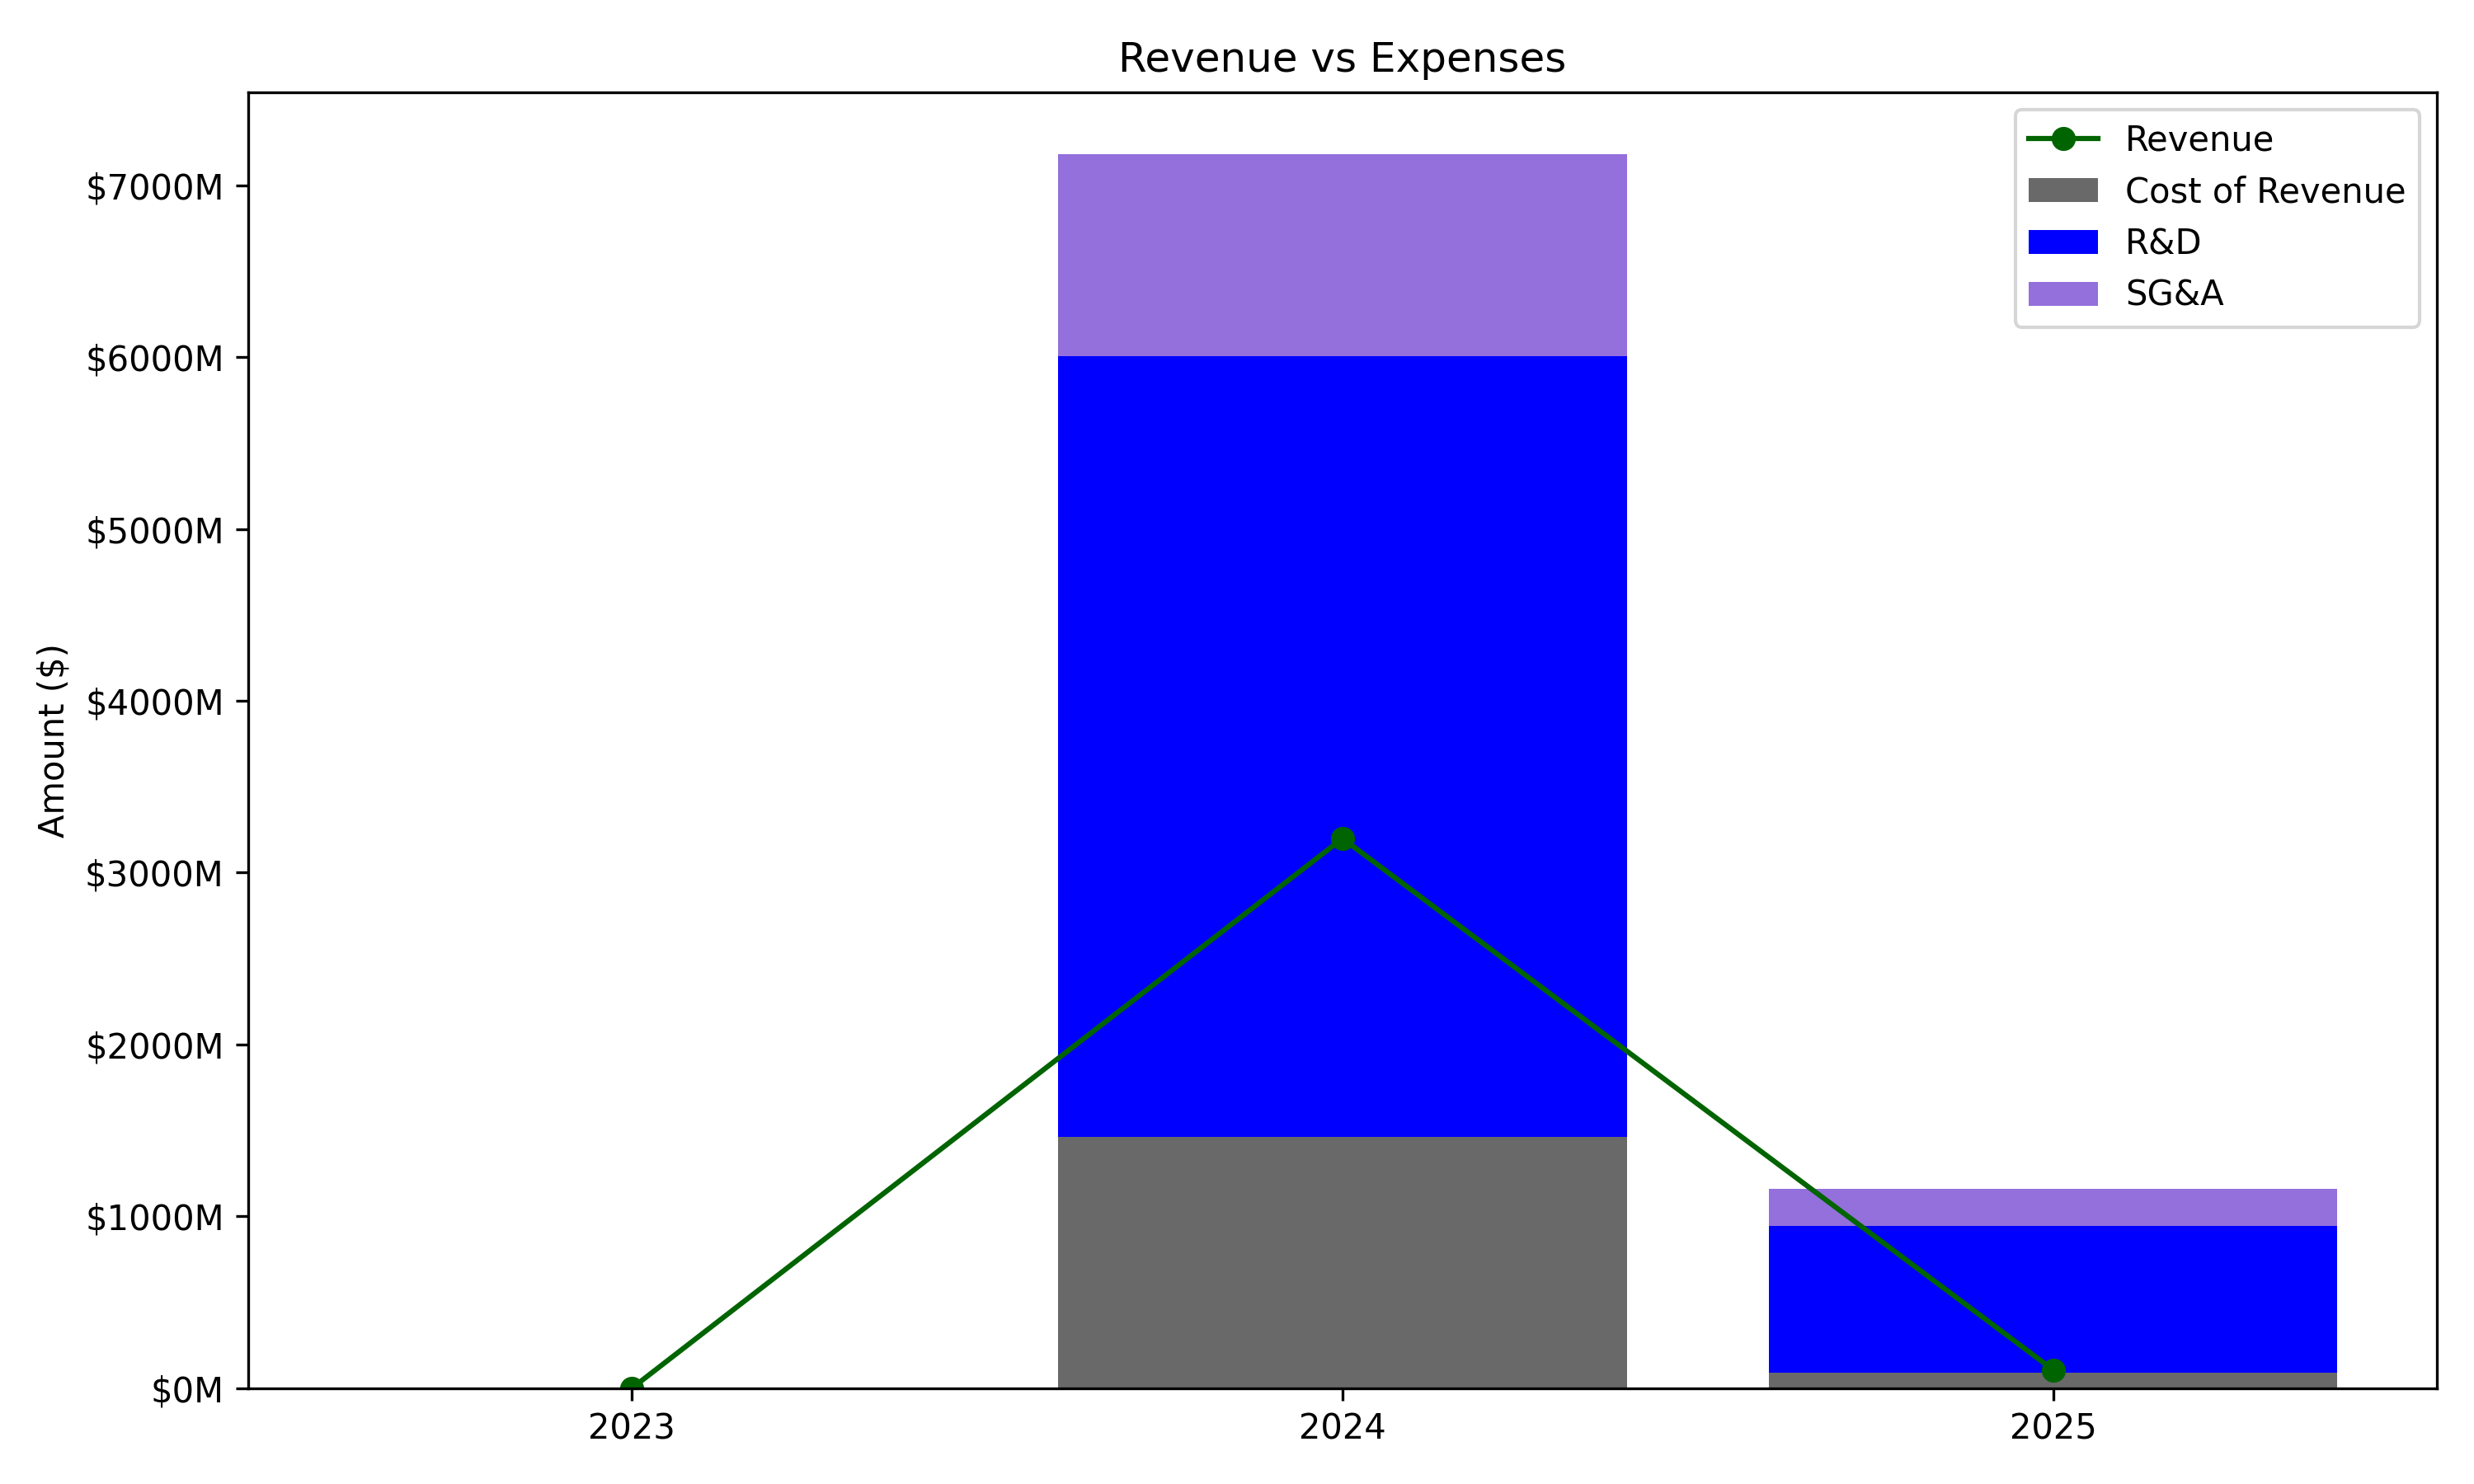 Revenue vs Expenses
Revenue
Cost of Revenue
R&D
SG&A
Amount ($)
$7000M
$6000M
$5000M
$4000M
$3000M
$2000M
$1000M
$0M
2023
2024
2025